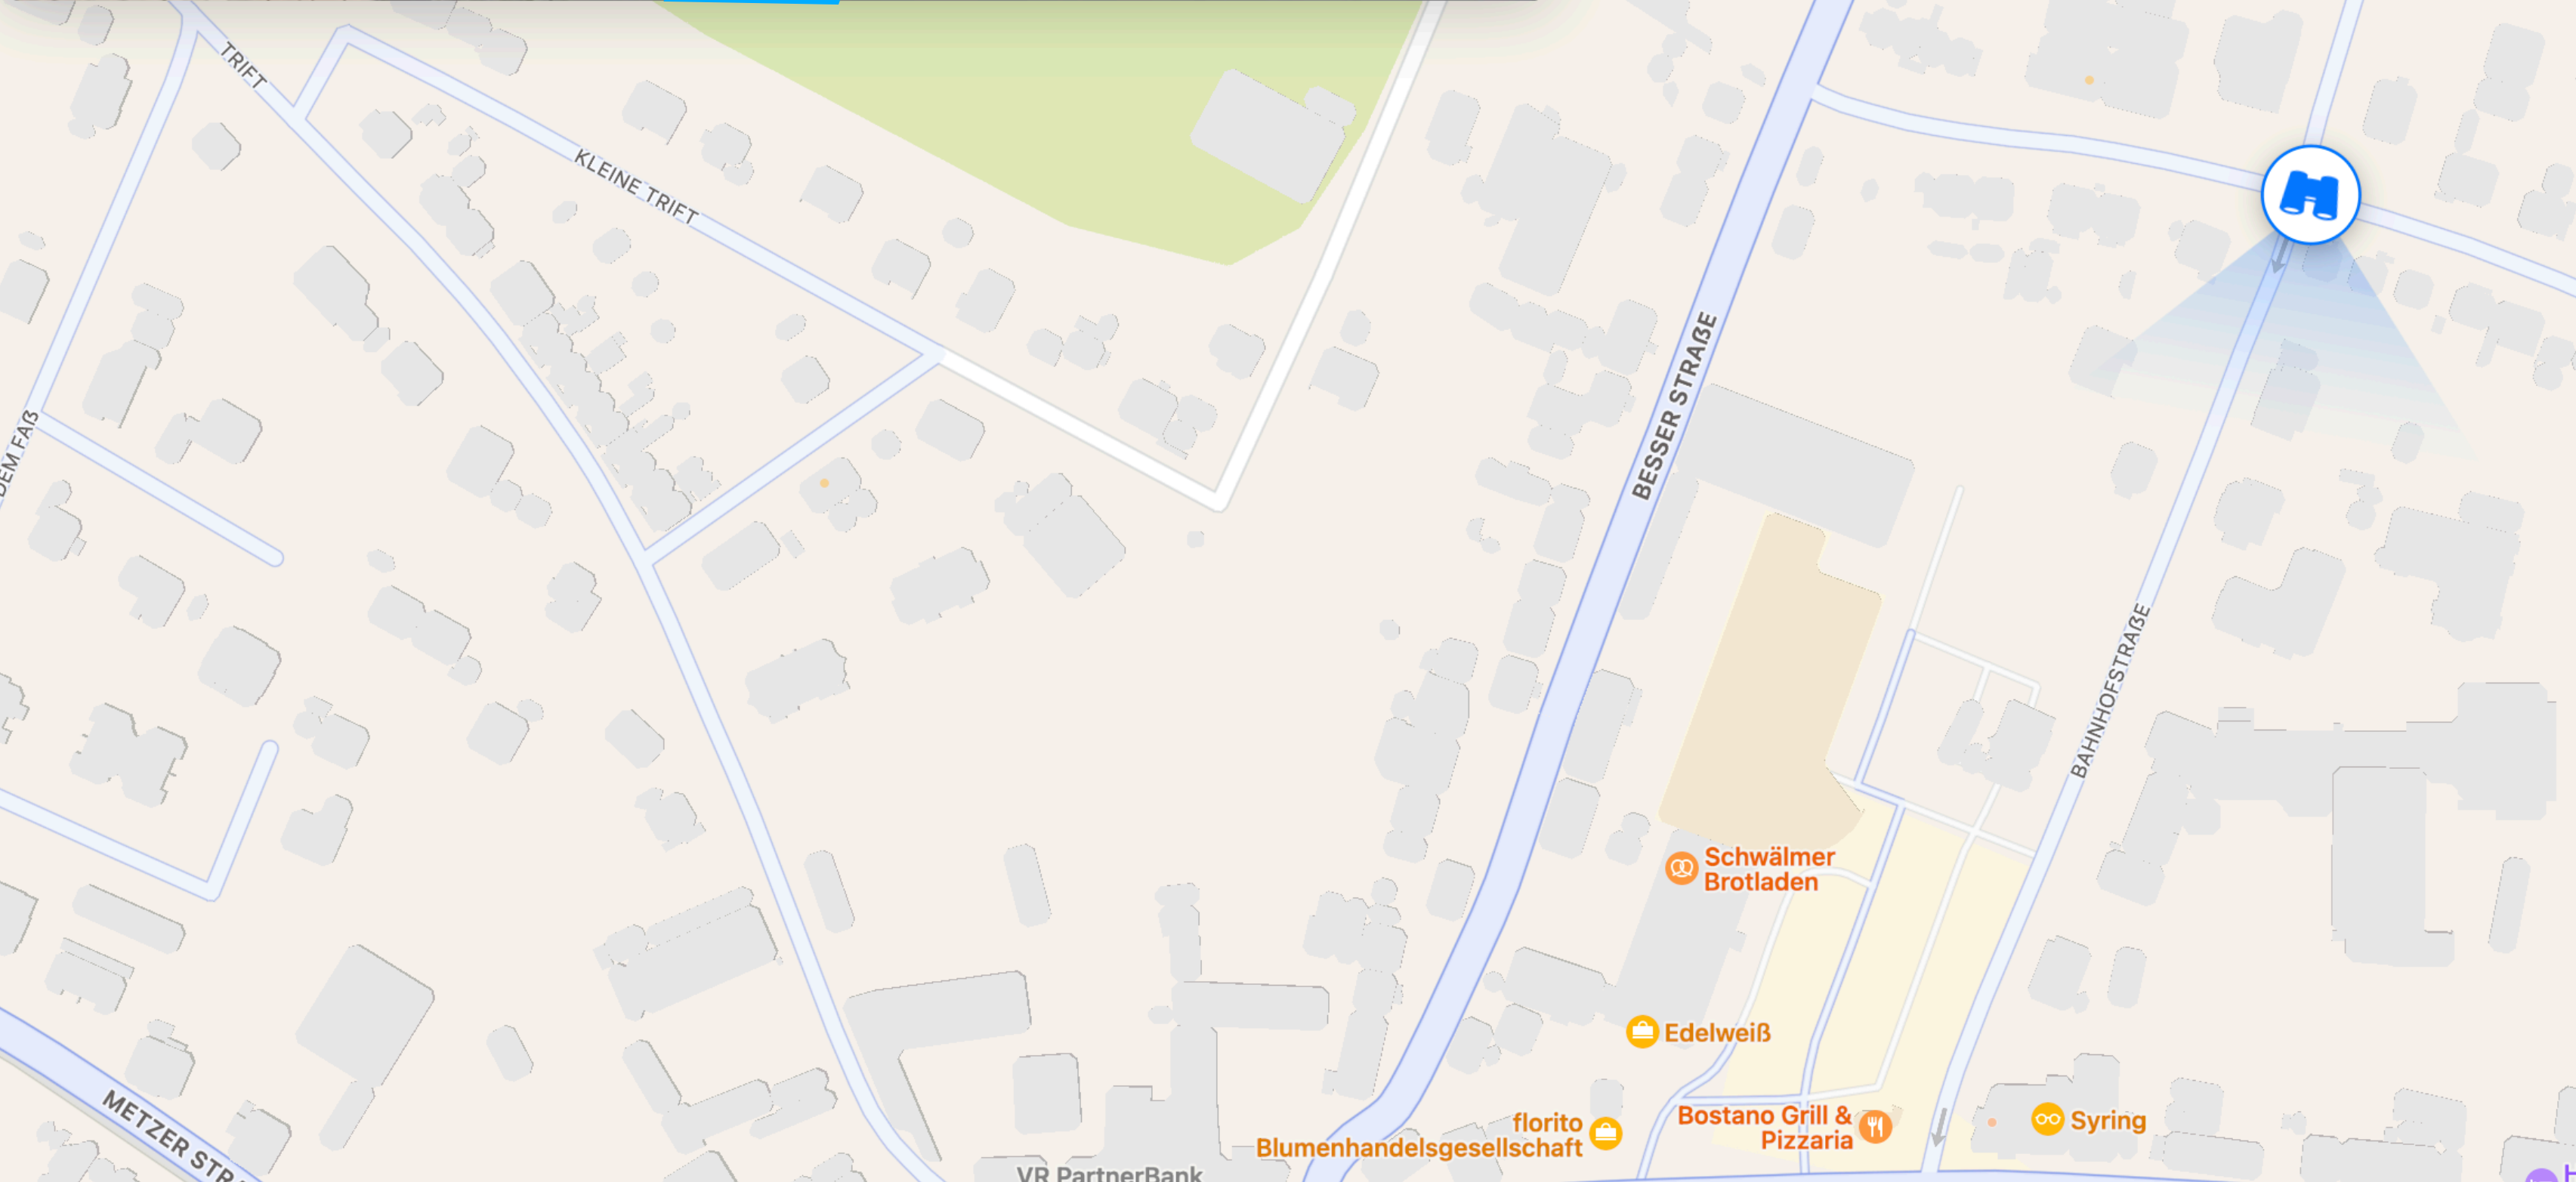 TRIFT
KLEINE TRIFT
BESSER STRAẞE
DEM FAẞ
BAHNHOFSTRAẞE
Schwälmer
Brotladen
Edelweiß
METZER STRA
florito
Blumenhandelsgesellschaft
Bostano Grill &
Pizzaria
Syring
VR PartnerBank
H